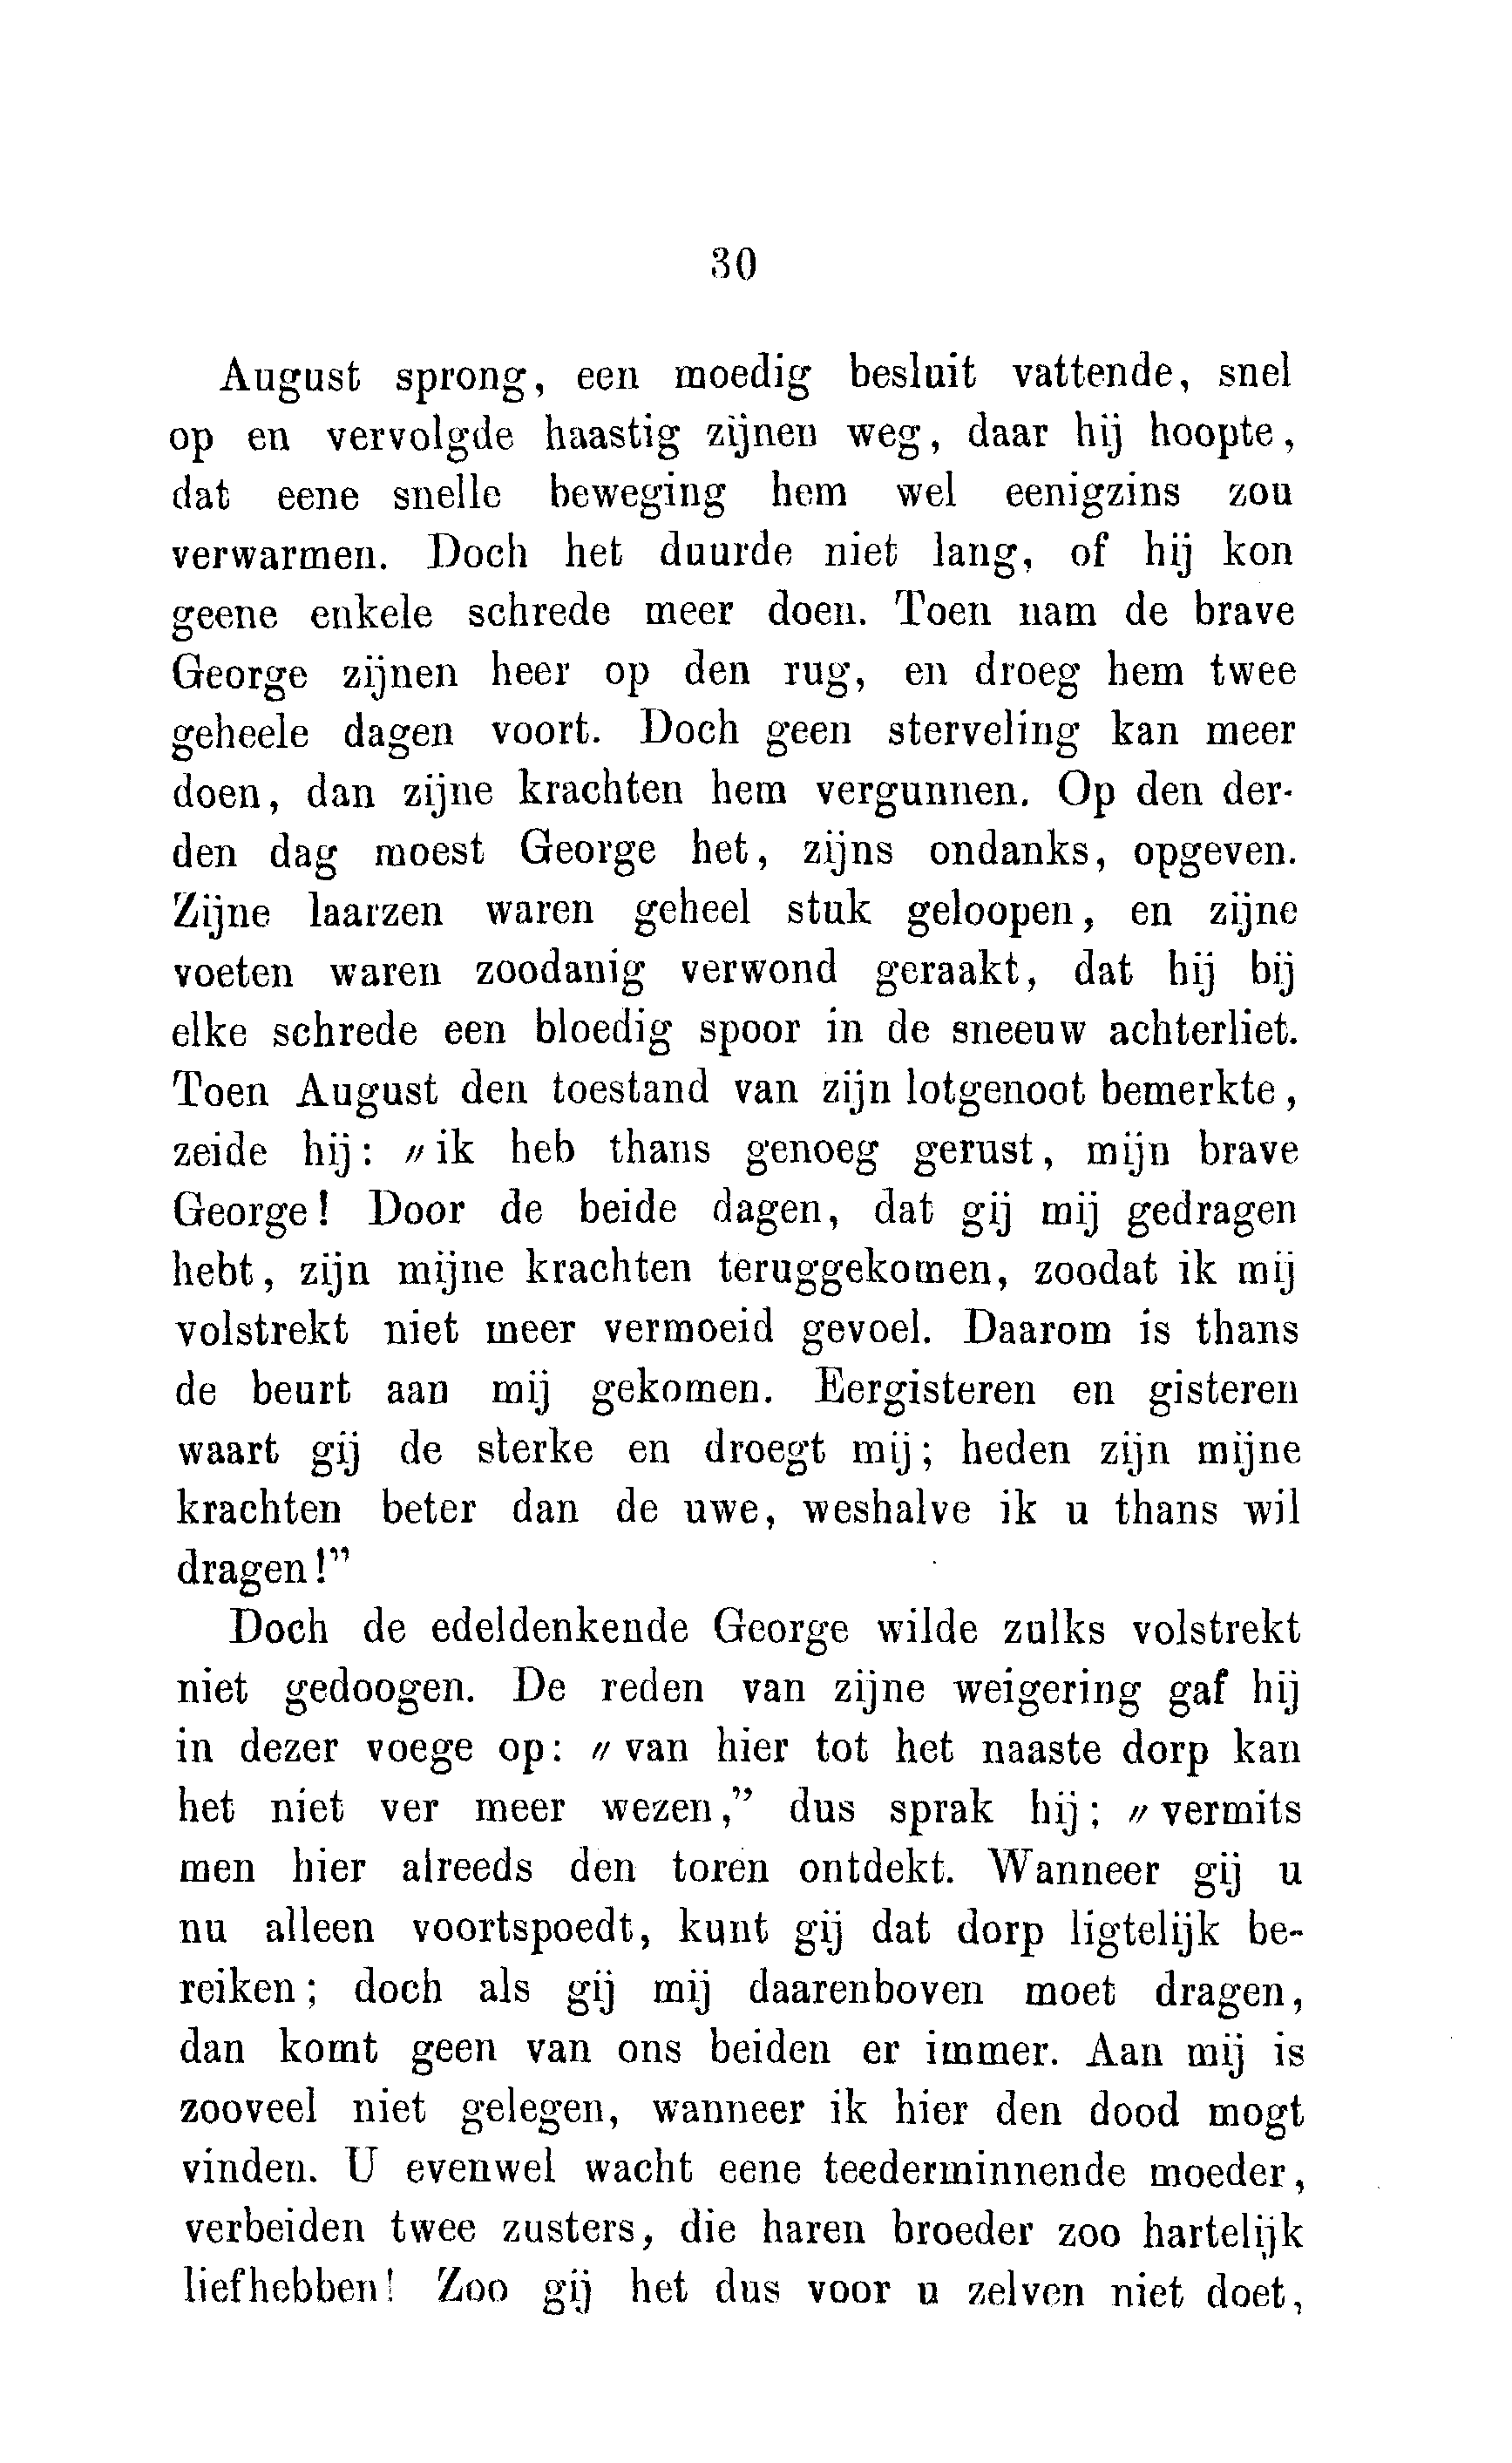 30
August sprong, een moedig besluit vattende, snel
op en vervolgde haastig zijnen weg, daar hij hoopte,
dat eene snelle beweging hem wel eenigzins zou
verwarmen. Doch het duurde niet lang, of hij kon
geene enkele schrede meer doen. Toen nam de brave
George zijnen heer op den rug, en droeg hem twee
geheele dagen voort. Doch geen sterveling kan meer
doen, dan zijne krachten hem vergunnen. Op den der-
den dag moest George het, zijns ondanks, opgeven.
Zijne laarzen waren geheel stuk geloopen, en zijne
voeten waren zoodanig verwond geraakt, dat hij bij
elke schrede een bloedig spoor in de sneeuw achterliet.
Toen August den toestand van zijn lotgenoot bemerkte,
zeide hij: "ik heb thans genoeg gerust, mijn brave
George! Door de beide dagen, dat gij mij gedragen
hebt, zijn mijne krachten teruggekomen, zoodat ik mij
volstrekt niet meer vermoeid gevoel. Daarom is thans
de beurt aan mij gekomen. Eergisteren en gisteren
waart gij de sterke en droegt mij; heden zijn mijne
krachten beter dan de uwe, weshalve ik u thans wil
dragen!"
Doch de edeldenkende George wilde zulks volstrekt
niet gedoogen. De reden van zijne weigering gaf hij
in dezer voege op: "van hier tot het naaste dorp kan
het niet ver meer wezen," dus sprak hij; "vermits
men hier alreeds den toren ontdekt. Wanneer gij u
nu alleen voortspoedt, kunt gij dat dorp ligtelijk be-
reiken; doch als gij mij daarenboven moet dragen,
dan komt geen van ons beiden er immer. Aan mij is
zooveel niet gelegen, wanneer ik hier den dood mogt
vinden. U evenwel wacht eene teederminnende moeder,
verbeiden twee zusters, die haren broeder zoo hartelijk
liefhebben! Zoo gij het dus voor u zelven niet doet,